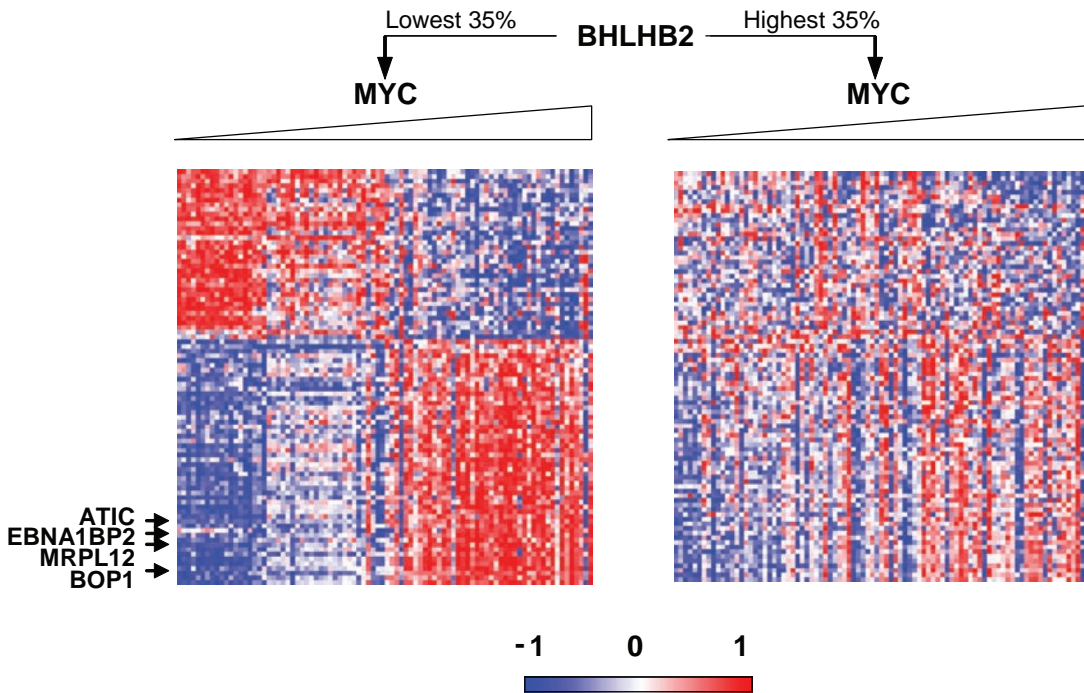 Lowest 35%
BHLHB2
Highest 35%
MYC
MYC
ATIC
EBNA1BP2
MRPL12
BOP1
-1 0 1